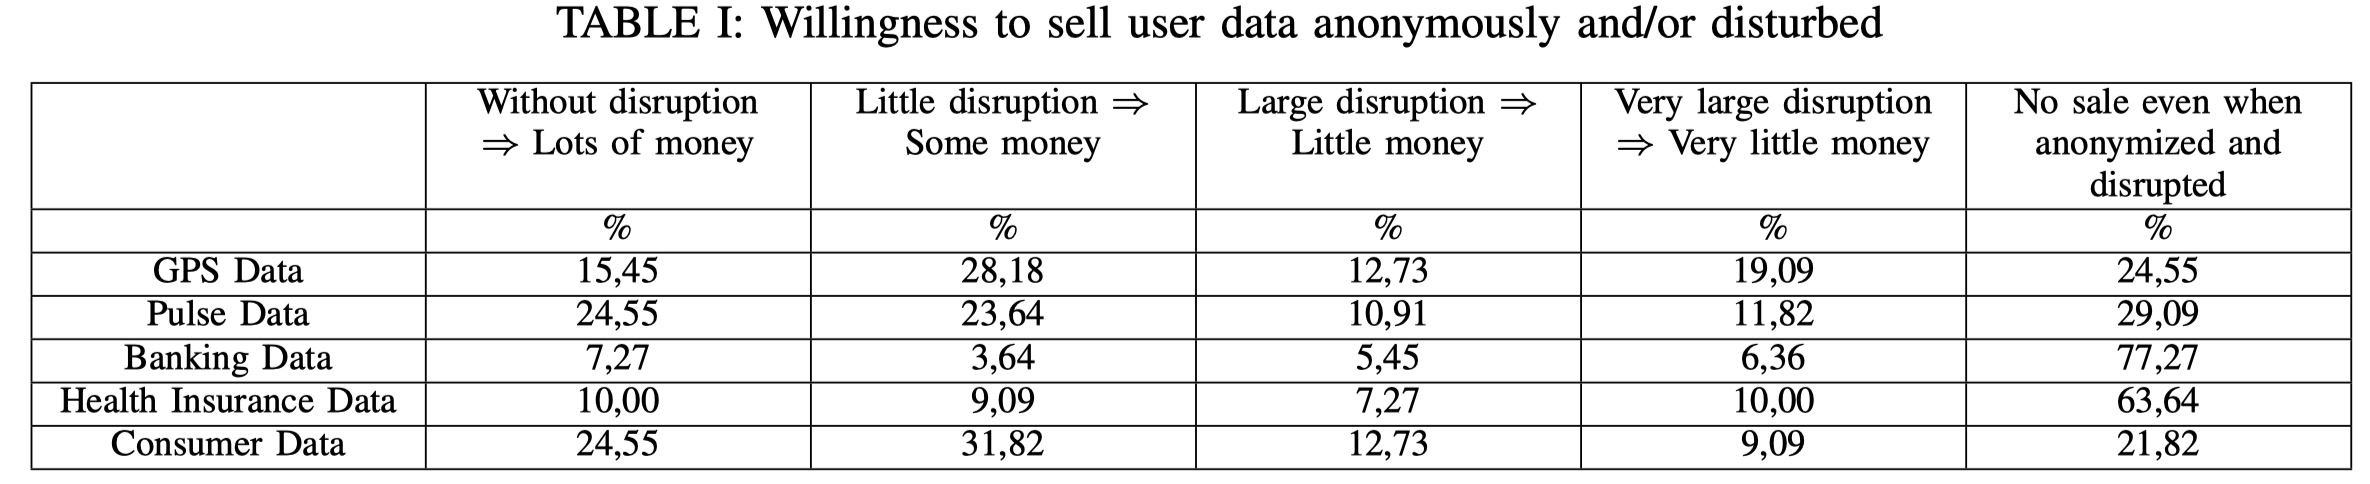 TABLE I: Willingness to sell user data anonymously and/or disturbed
Without disruption ⇒ Lots of money | Little disruption ⇒ Some money | Large disruption ⇒ Little money | Very large disruption ⇒ Very little money | No sale even when anonymized and disrupted
% % % % %
GPS Data 15,45 28,18 12,73 19,09 24,55
Pulse Data 24,55 23,64 10,91 11,82 29,09
Banking Data 7,27 3,64 5,45 6,36 77,27
Health Insurance Data 10,00 9,09 7,27 10,00 63,64
Consumer Data 24,55 31,82 12,73 9,09 21,82